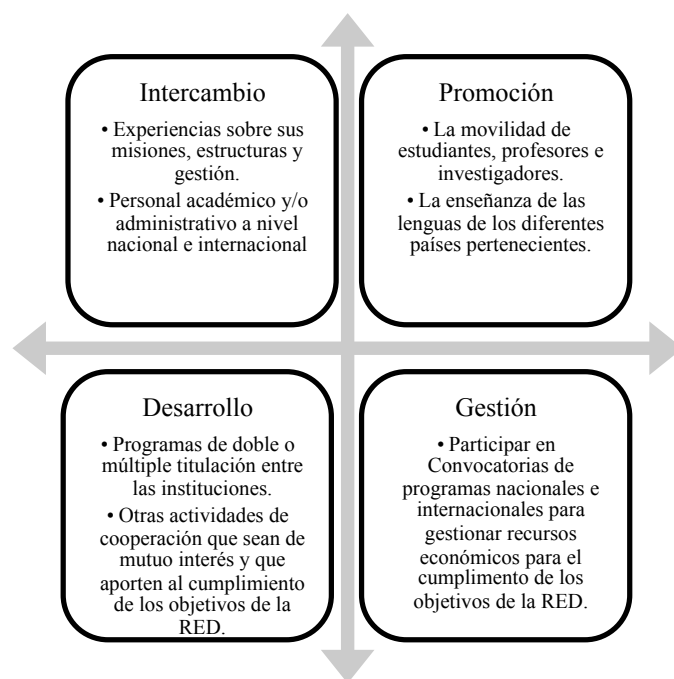 Intercambio
• Experiencias sobre sus
misiones, estructuras y
gestión.
• Personal académico y/o
administrativo a nivel
nacional e internacional
Promoción
• La movilidad de
estudiantes, profesores e
investigadores.
• La enseñanza de las
lenguas de los diferentes
países pertenecientes.
Desarrollo
• Programas de doble o
múltiple titulación entre
las instituciones.
• Otras actividades de
cooperación que sean de
mutuo interés y que
aporten al cumplimiento
de los objetivos de la
RED.
Gestión
• Participar en
Convocatorias de
programas nacionales e
internacionales para
gestionar recursos
económicos para el
cumplimento de los
objetivos de la RED.